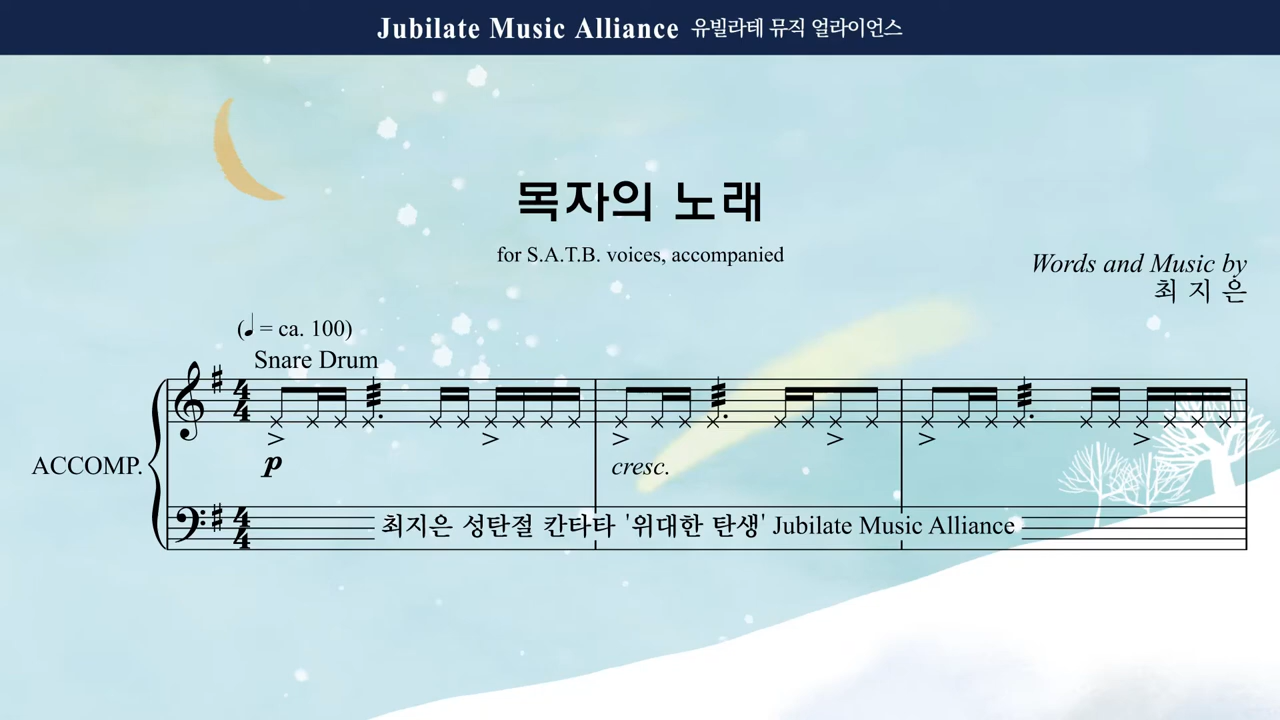 Jubilate Music Alliance 유빌라테 뮤직 얼라이언스
목자의 노래
for S.A.T.B. voices, accompanied
Words and Music by
최 지 은
(♩ = ca. 100)
Snare Drum
p
cresc.
ACCOMP.
최지은 성탄절 칸타타 '위대한 탄생' Jubilate Music Alliance